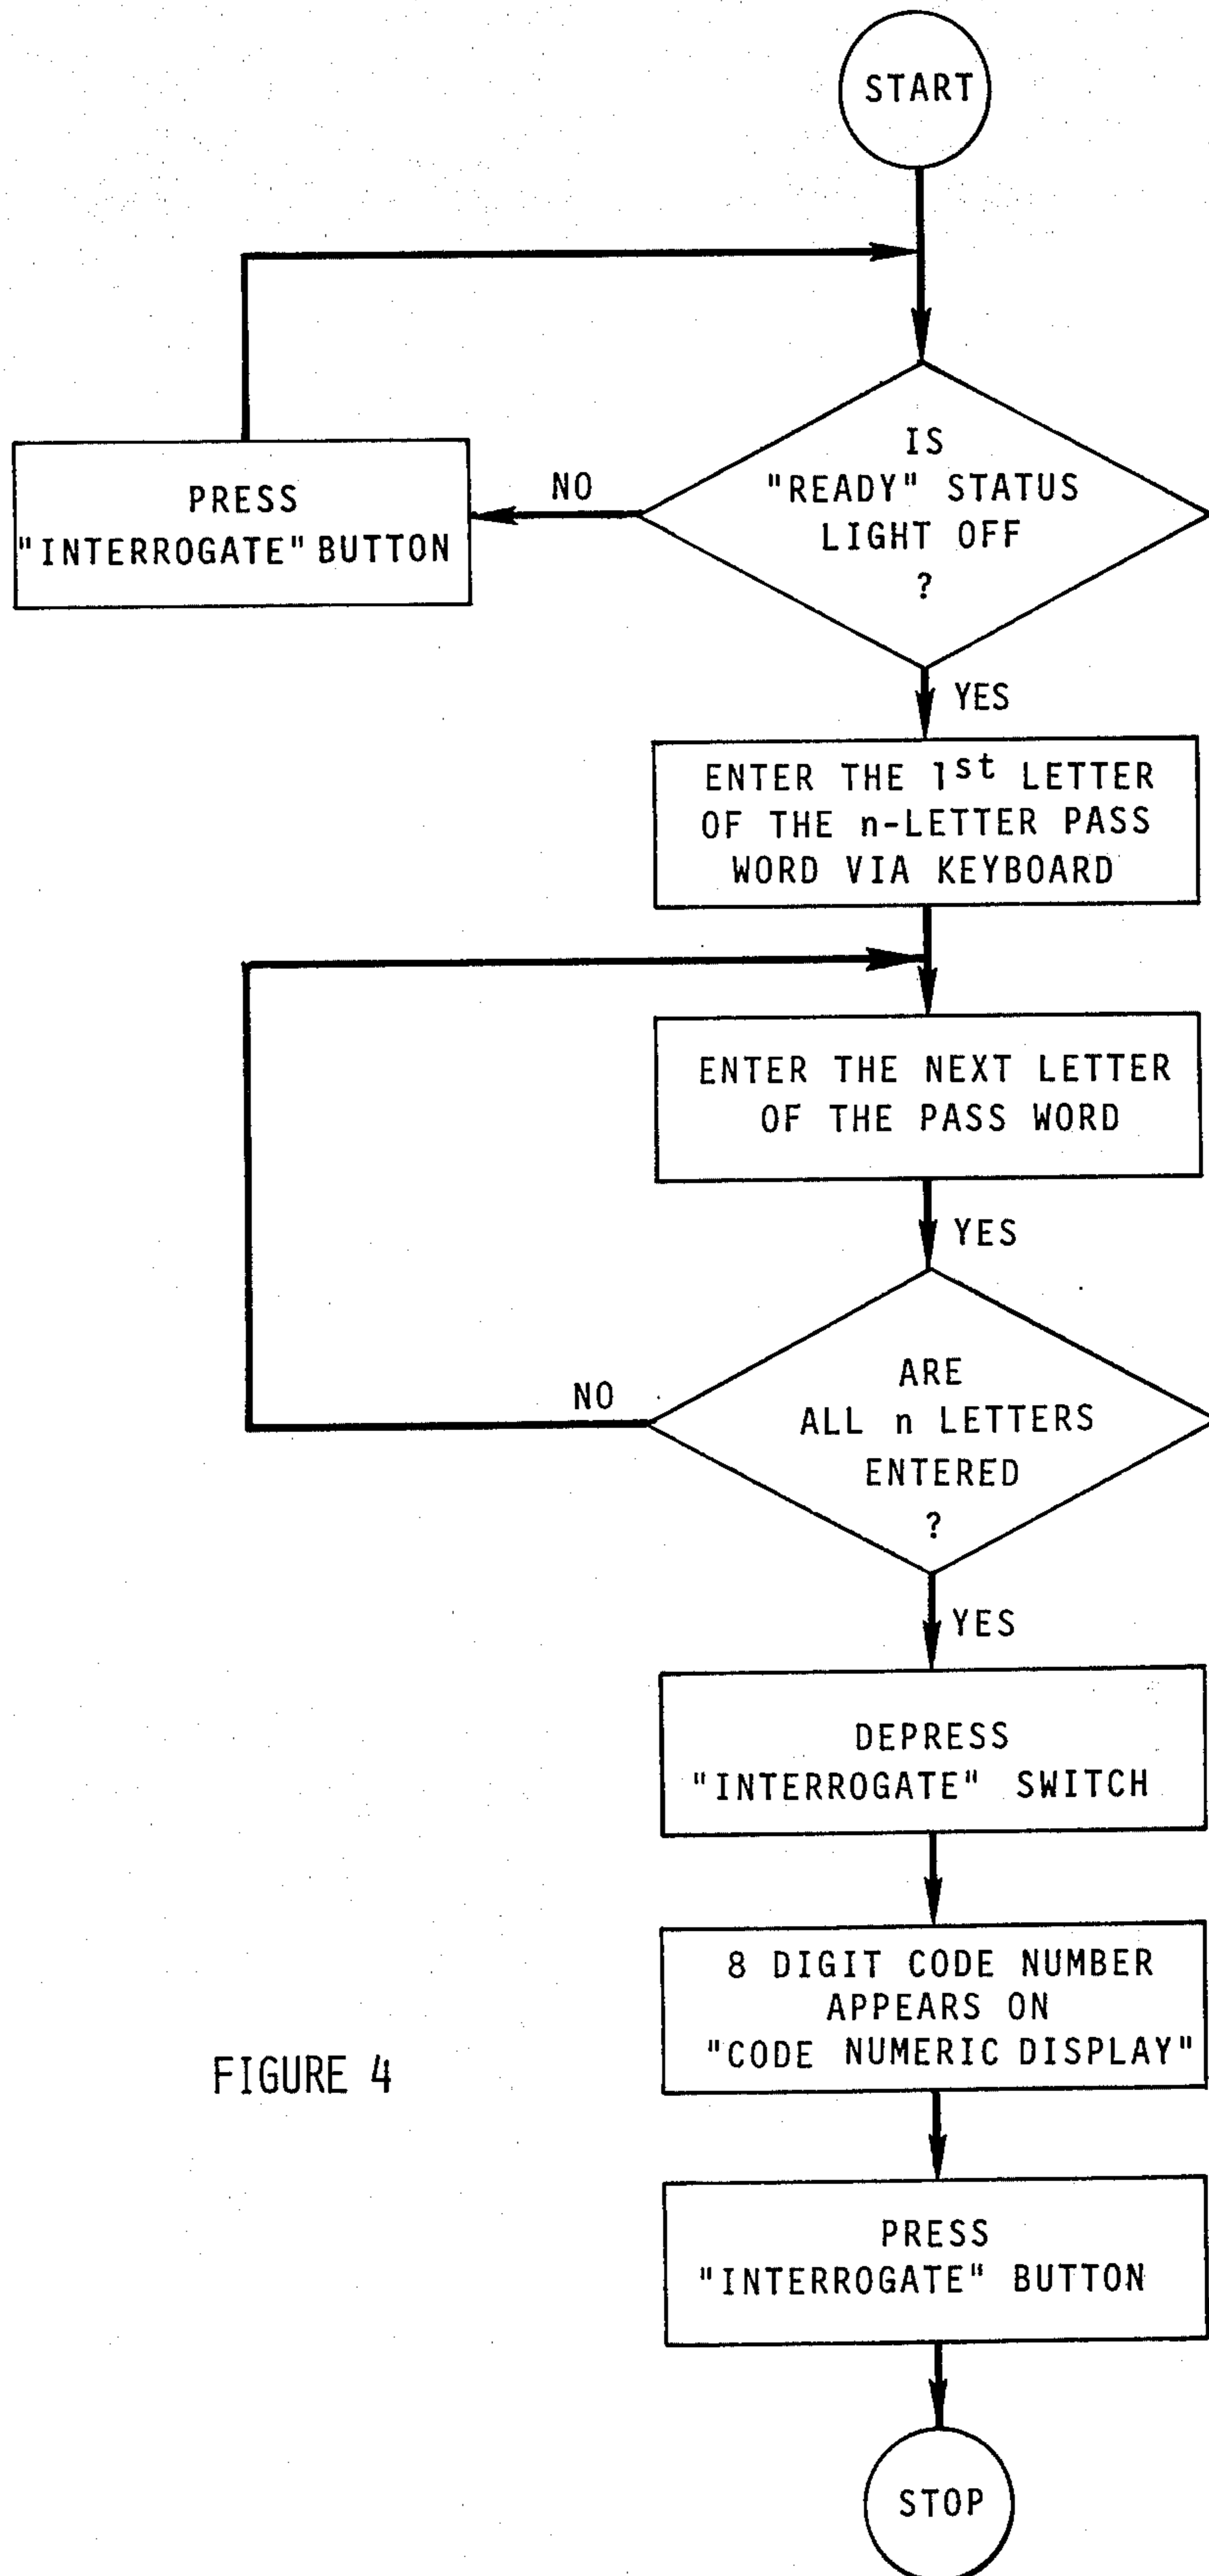 START
IS
"READY" STATUS
LIGHT OFF
?
NO
PRESS
"INTERROGATE" BUTTON
YES
ENTER THE 1st LETTER
OF THE n-LETTER PASS
WORD VIA KEYBOARD
ENTER THE NEXT LETTER
OF THE PASS WORD
YES
ARE
ALL n LETTERS
ENTERED
?
NO
YES
DEPRESS
"INTERROGATE" SWITCH
8 DIGIT CODE NUMBER
APPEARS ON
"CODE NUMERIC DISPLAY"
FIGURE 4
PRESS
"INTERROGATE" BUTTON
STOP